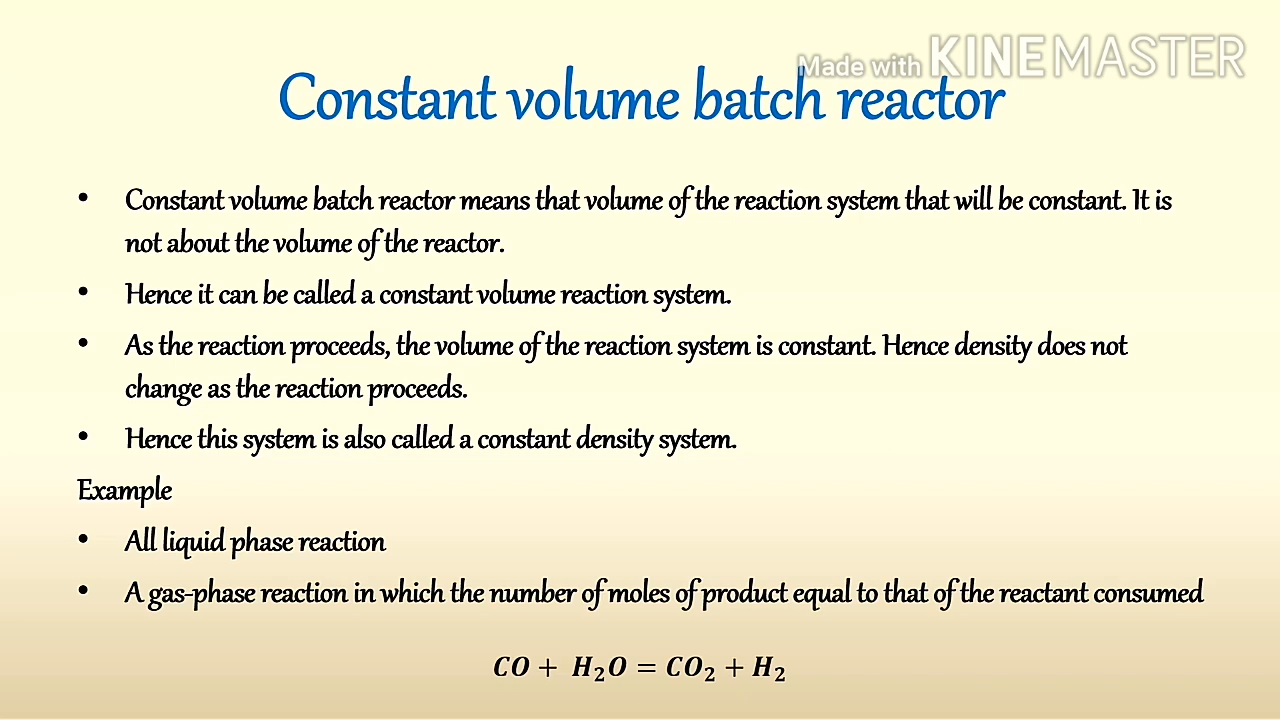 Made with KINEMASTER
Constant volume batch reactor
• Constant volume batch reactor means that volume of the reaction system that will be constant. It is
not about the volume of the reactor.
• Hence it can be called a constant volume reaction system.
• As the reaction proceeds, the volume of the reaction system is constant. Hence density does not
change as the reaction proceeds.
• Hence this system is also called a constant density system.
Example
• All liquid phase reaction
• A gas-phase reaction in which the number of moles of product equal to that of the reactant consumed
CO + H₂O = CO₂ + H₂